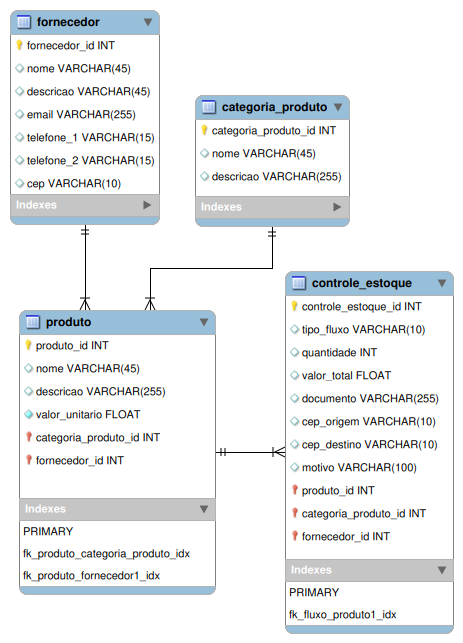 fornecedor
fornecedor_id INT
nome VARCHAR(45)
descricao VARCHAR(45)
email VARCHAR(255)
telefone_1 VARCHAR(15)
telefone_2 VARCHAR(15)
cep VARCHAR(10)
Indexes
categoria_produto
categoria_produto_id INT
nome VARCHAR(45)
descricao VARCHAR(255)
Indexes
produto
produto_id INT
nome VARCHAR(45)
descricao VARCHAR(255)
valor_unitario FLOAT
categoria_produto_id INT
fornecedor_id INT
Indexes
PRIMARY
fk_produto_categoria_produto_idx
fk_produto_fornecedor1_idx
controle_estoque
controle_estoque_id INT
tipo_fluxo VARCHAR(10)
quantidade INT
valor_total FLOAT
documento VARCHAR(255)
cep_origem VARCHAR(10)
cep_destino VARCHAR(10)
motivo VARCHAR(100)
produto_id INT
categoria_produto_id INT
fornecedor_id INT
Indexes
PRIMARY
fk_fluxo_produto1_idx